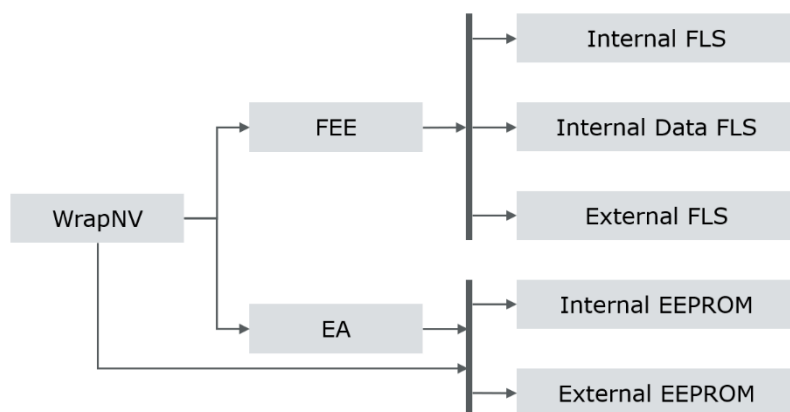 Internal FLS
FEE
Internal Data FLS
WrapNV
External FLS
EA
Internal EEPROM
External EEPROM